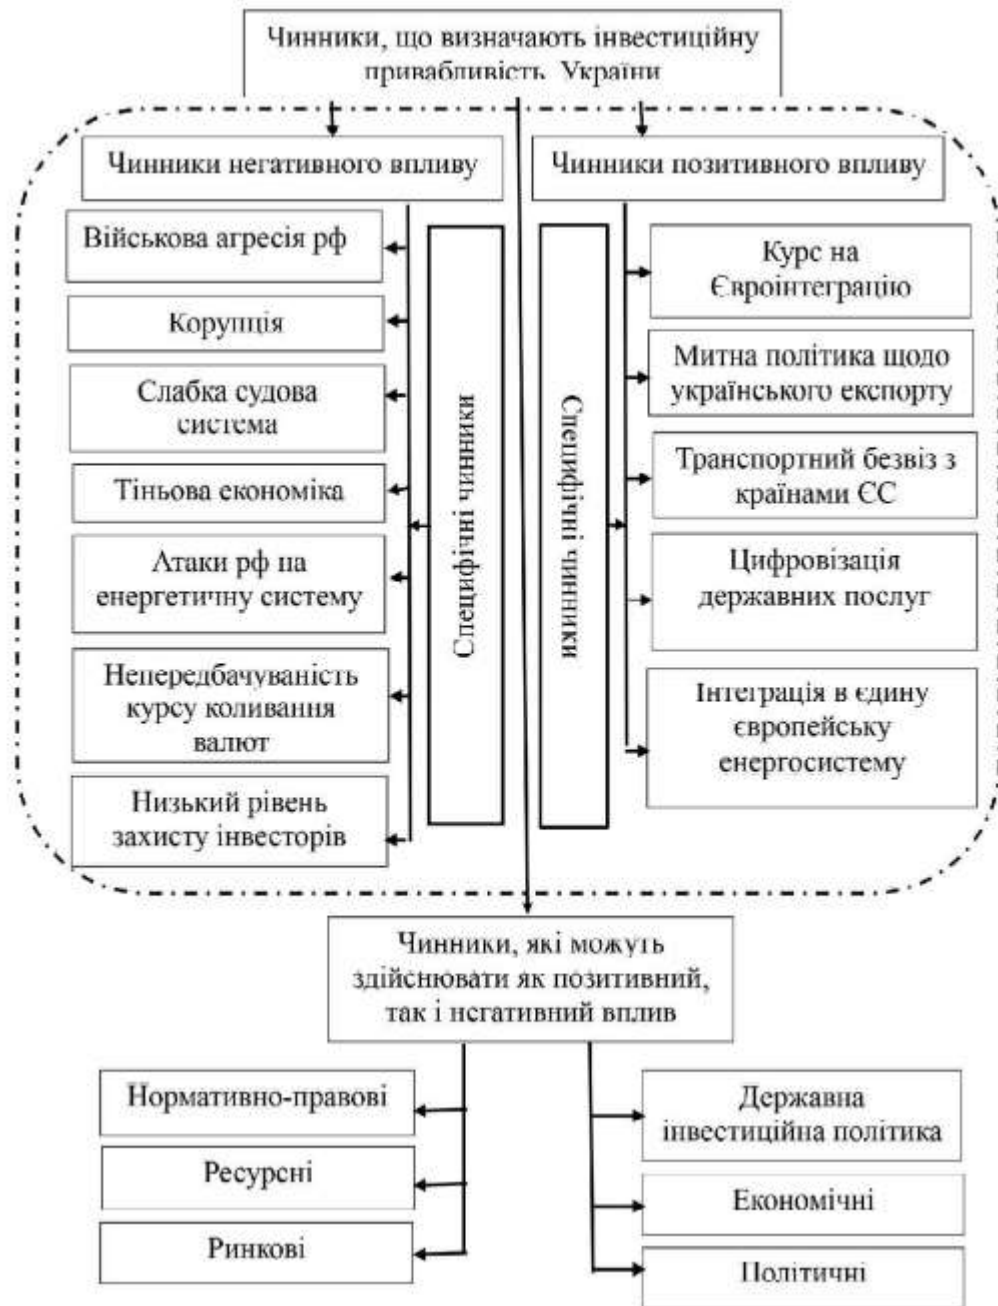 Чинники, що визначають інвестиційну
привабливість України
Чинники негативного впливу
Військова агресія рф
Корупція
Слабка судова
система
Тіньова економіка
Атаки рф на
енергетичну систему
Непередбачуваність
курсу коливання
валют
Низький рівень
захисту інвесторів
Специфічні чинники
Чинники позитивного впливу
Специфічні чинники
Курс на
Євроінтеграцію
Митна політика щодо
українського експорту
Транспортний безвіз з
країнами ЄС
Цифровізація
державних послуг
Інтеграція в єдину
європейську
енергосистему
Чинники, які можуть
здійснювати як позитивний,
так і негативний вплив
Нормативно-правові
Ресурсні
Ринкові
Державна
інвестиційна політика
Економічні
Політичні